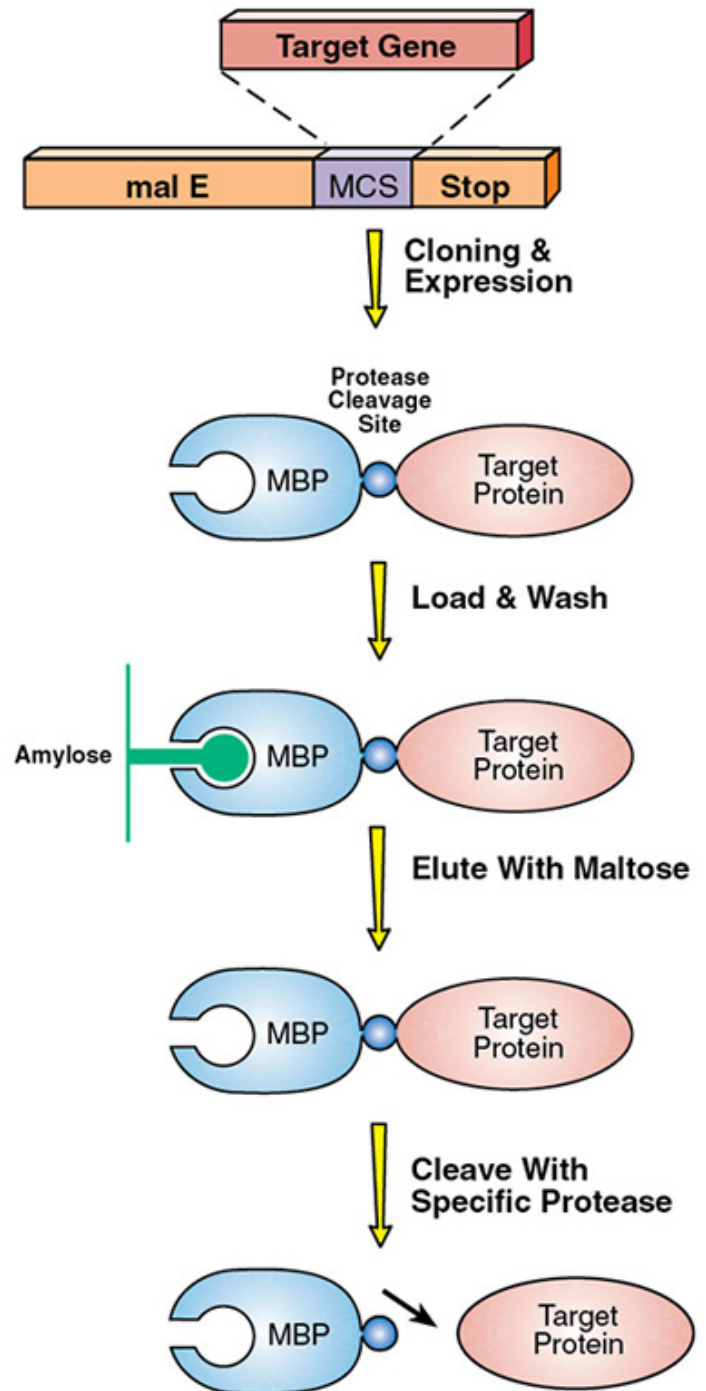 Target Gene
mal E MCS Stop
Cloning &
Expression
Protease
Cleavage
Site
MBP
Target
Protein
Load & Wash
Amylose
MBP
Target
Protein
Elute With Maltose
MBP
Target
Protein
Cleave With
Specific Protease
MBP
Target
Protein